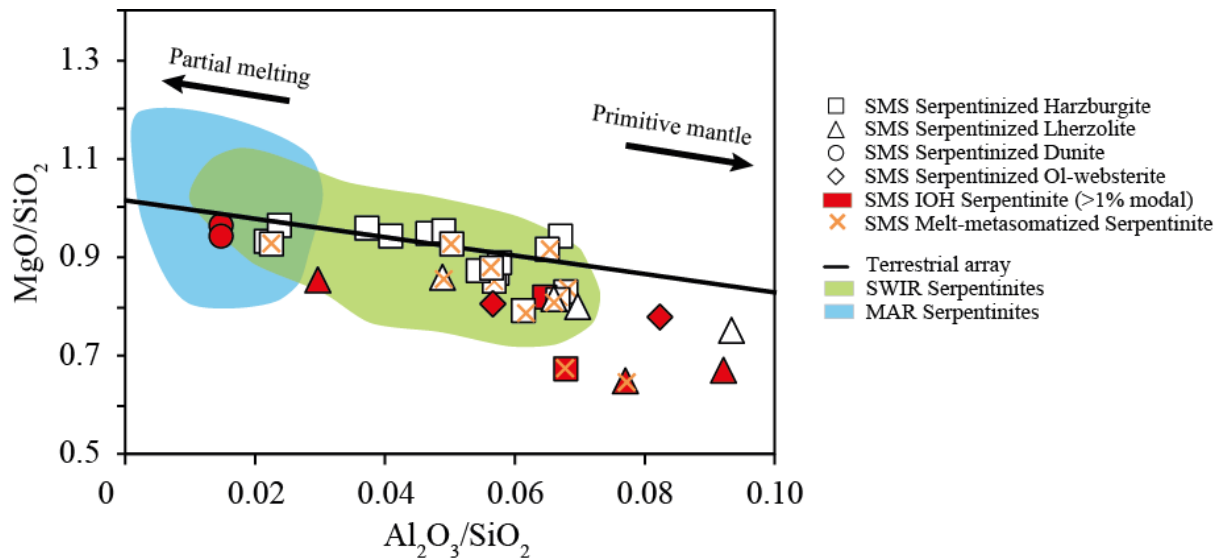 Partial melting
Primitive mantle
MgO/SiO₂
1.3
1.1
0.9
0.7
0.5
0
0.02
0.04
0.06
0.08
0.10
Al₂O₃/SiO₂
SMS Serpentinized Harzburgite
SMS Serpentinized Lherzolite
SMS Serpentinized Dunite
SMS Serpentinized Ol-websterite
SMS IOH Serpentinite (>1% modal)
SMS Melt-metasomatized Serpentinite
Terrestrial array
SWIR Serpentinites
MAR Serpentinites